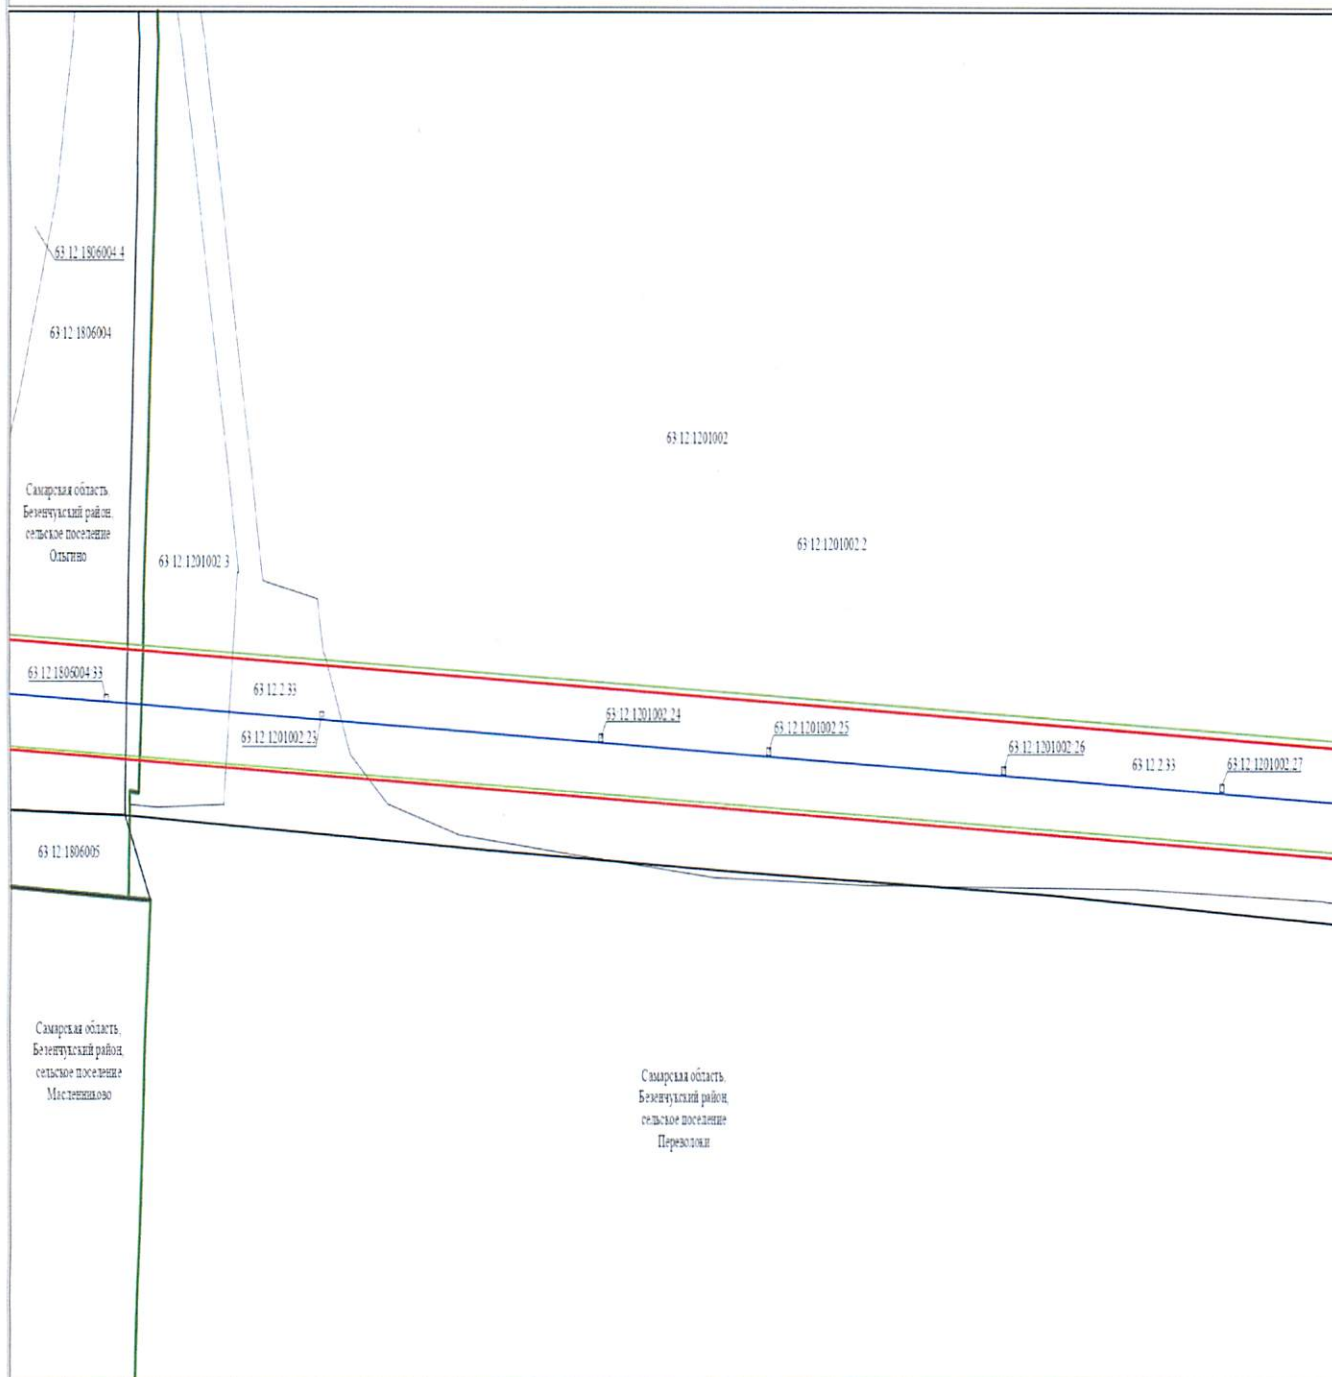 63:12:1806004:4
63:12:1806004
63:12:1201002
Самарская область,
Безенчукский район,
сельское поселение
Ольгино
63:12:1201002:2
63:12:1201002:3
63:12:1806004:33
63:12:2.33
63:12:1201002:23
63:12:1201002:24
63:12:1201002:25
63:12:1201002:26
63:12:2.33
63:12:1201002:27
63:12:1806005
Самарская область,
Безенчукский район,
сельское поселение
Масленниково
Самарская область,
Безенчукский район,
сельское поселение
Переволоки